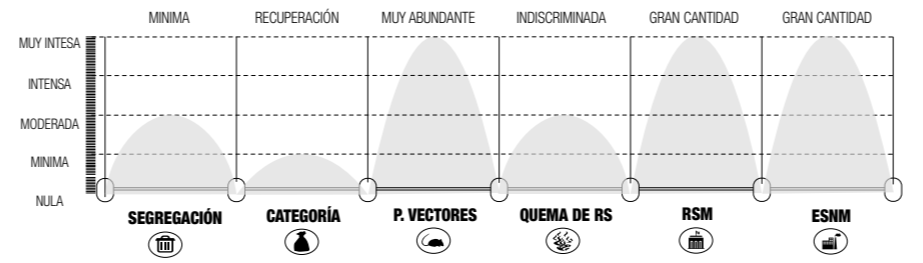 MINIMA RECUPERACIÓN MUY ABUNDANTE INDISCRIMINADA GRAN CANTIDAD GRAN CANTIDAD
MUY INTESA
INTENSA
MODERADA
MINIMA
NULA
SEGREGACIÓN CATEGORÍA P. VECTORES QUEMA DE RS RSM ESNM